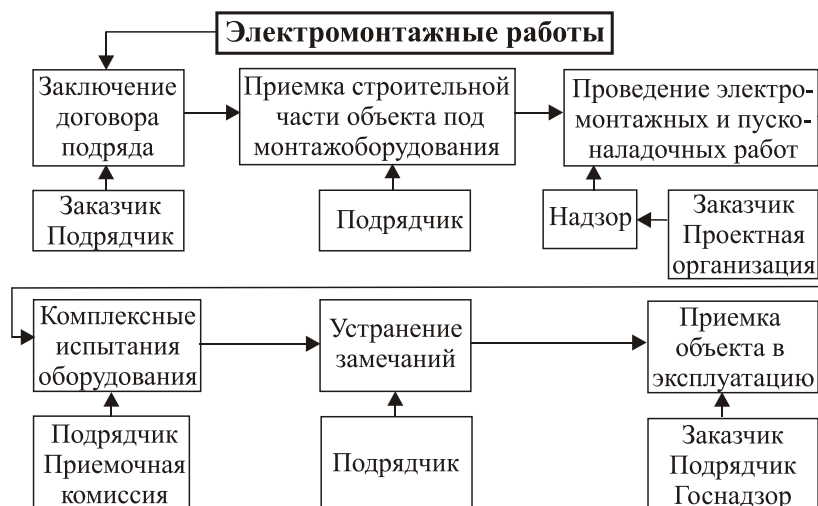 Электромонтажные работы
Заключение
договора
подряда
Приемка строительной
части объекта под
монтажоборудования
Проведение электро-
монтажных и пуско-
наладочных работ
Заказчик
Подрядчик
Подрядчик
Надзор
Заказчик
Проектная
организация
Комплексные
испытания
оборудования
Устранение
замечаний
Приемка
объекта в
эксплуатацию
Подрядчик
Приемочная
комиссия
Подрядчик
Заказчик
Подрядчик
Госнадзор